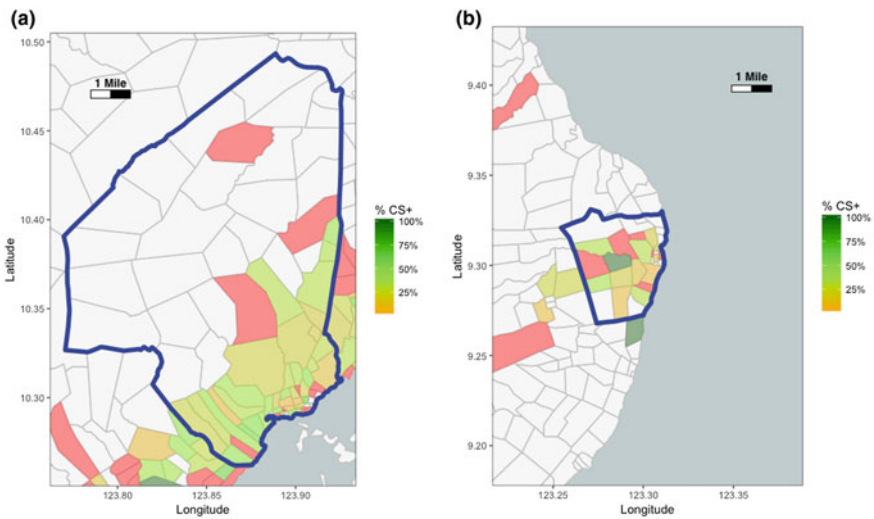 (a)
10.50
10.45
10.40
10.35
10.30
Latitude
1 Mile
% CS+
100%
75%
50%
25%
123.80 123.85 123.90
Longitude
(b)
9.40
9.35
9.30
9.25
9.20
Latitude
1 Mile
% CS+
100%
75%
50%
25%
123.25 123.30 123.35
Longitude